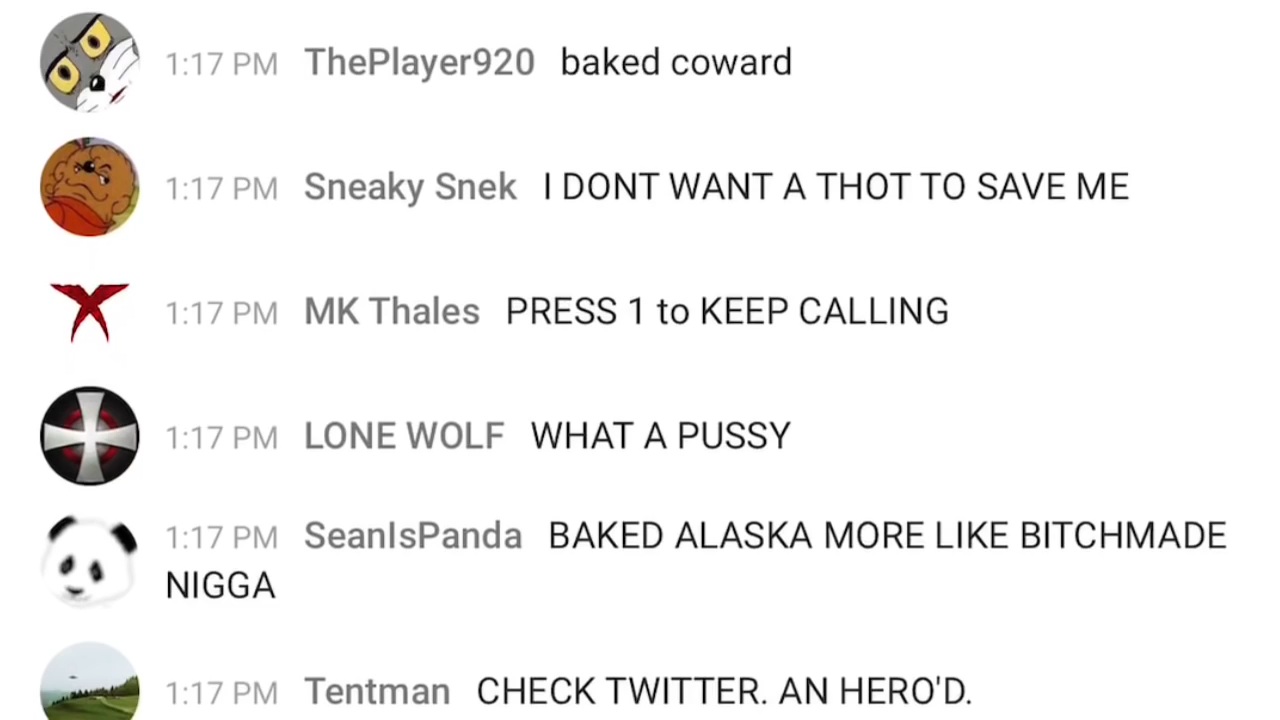 1:17 PM ThePlayer920 baked coward
1:17 PM Sneaky Snek I DONT WANT A THOT TO SAVE ME
1:17 PM MK Thales PRESS 1 to KEEP CALLING
1:17 PM LONE WOLF WHAT A PUSSY
1:17 PM SeanIsPanda BAKED ALASKA MORE LIKE BITCHMADE
NIGGA
1:17 PM Tentman CHECK TWITTER. AN HERO'D.